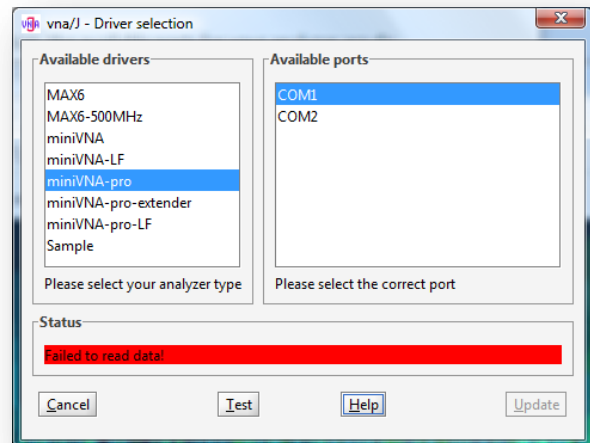 vna/J - Driver selection
Available drivers
MAX6
MAX6-500MHz
miniVNA
miniVNA-LF
miniVNA-pro
miniVNA-pro-extender
miniVNA-pro-LF
Sample
Please select your analyzer type
Available ports
COM1
COM2
Please select the correct port
Status
Failed to read data!
Cancel
Test
Help
Update